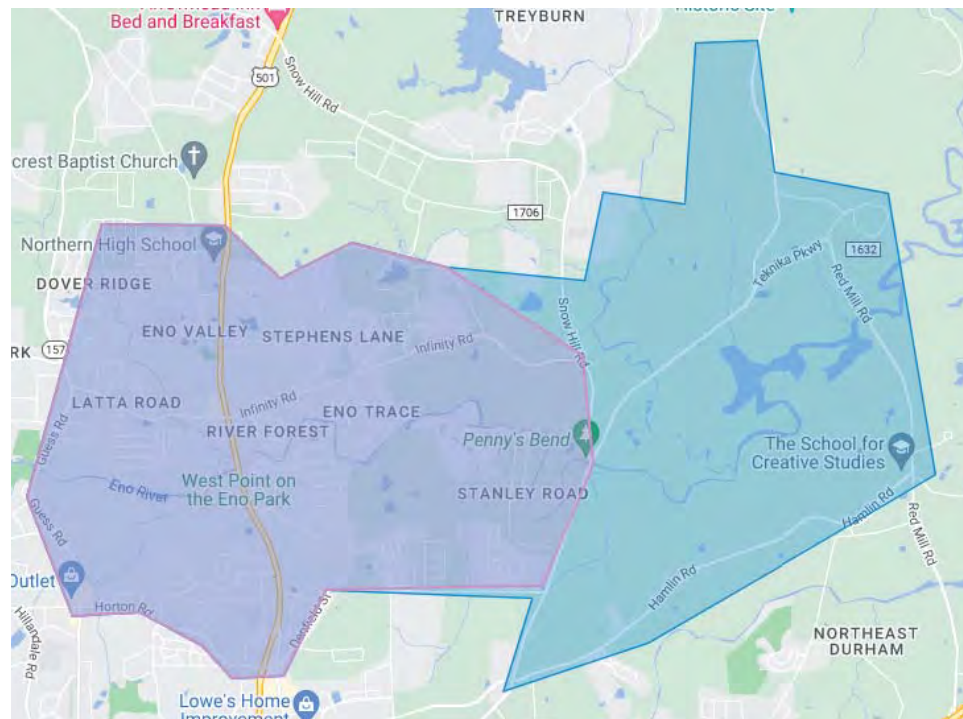 Bed and Breakfast
TREYBURN
501
Snow Hill Rd
crest Baptist Church
1706
Northern High School
Teknika Pkwy
1632
DOVER RIDGE
Red Mill Rd
ENO VALLEY
STEPHENS LANE
Snow Hill Rd
RK
157
Infinity Rd
LATTA ROAD
Infinity Rd
ENO TRACE
RIVER FOREST
Guess Rd
Penny's Bend
The School for
Creative Studies
West Point on
the Eno Park
Eno River
STANLEY ROAD
Hamlin Rd
Guess Rd
Red Mill Rd
Outlet
Horton Rd
Denfield St
Hamlin Rd
Hillandale Rd
NORTHEAST
DURHAM
Lowe's Home
Improvement